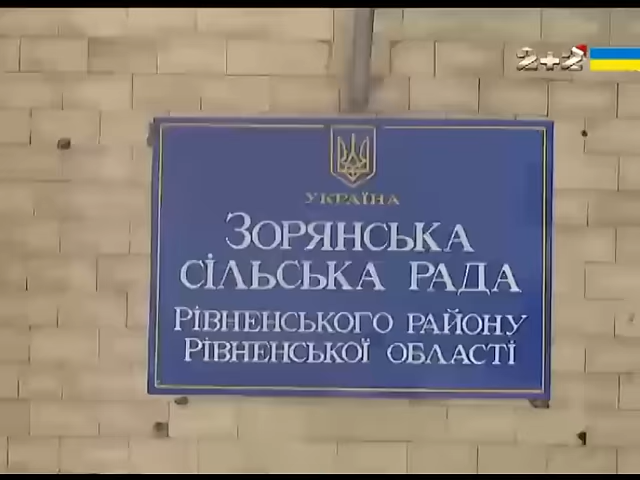 2+2
УКРАЇНА
ЗОРЯНСЬКА
СІЛЬСЬКА РАДА
РІВНЕНСЬКОГО РАЙОНУ
РІВНЕНСЬКОЇ ОБЛАСТІ